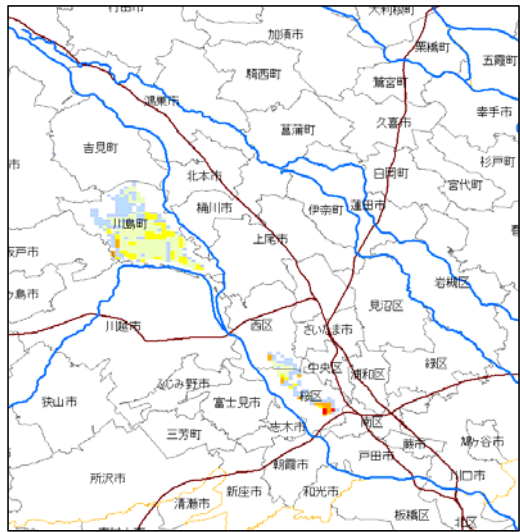 大利根町
加須市
栗橋町
五霞町
騎西町
鷲宮町
鴻巣市
幸手市
菖蒲町
久喜市
吉見町
杉戸町
北本市
白岡町
宮代町
桶川市
伊奈町
蓮田市
川島町
上尾市
坂戸市
岩槻区
ヶ島市
見沼区
川越市
西区
さいたま市
中央区
浦和区
緑区
ふじみ野市
桜区
狭山市
富士見市
志木市
南区
三芳町
蕨市
鳩ヶ谷市
戸田市
朝霞市
所沢市
川口市
新座市
和光市
清瀬市
板橋区
北区